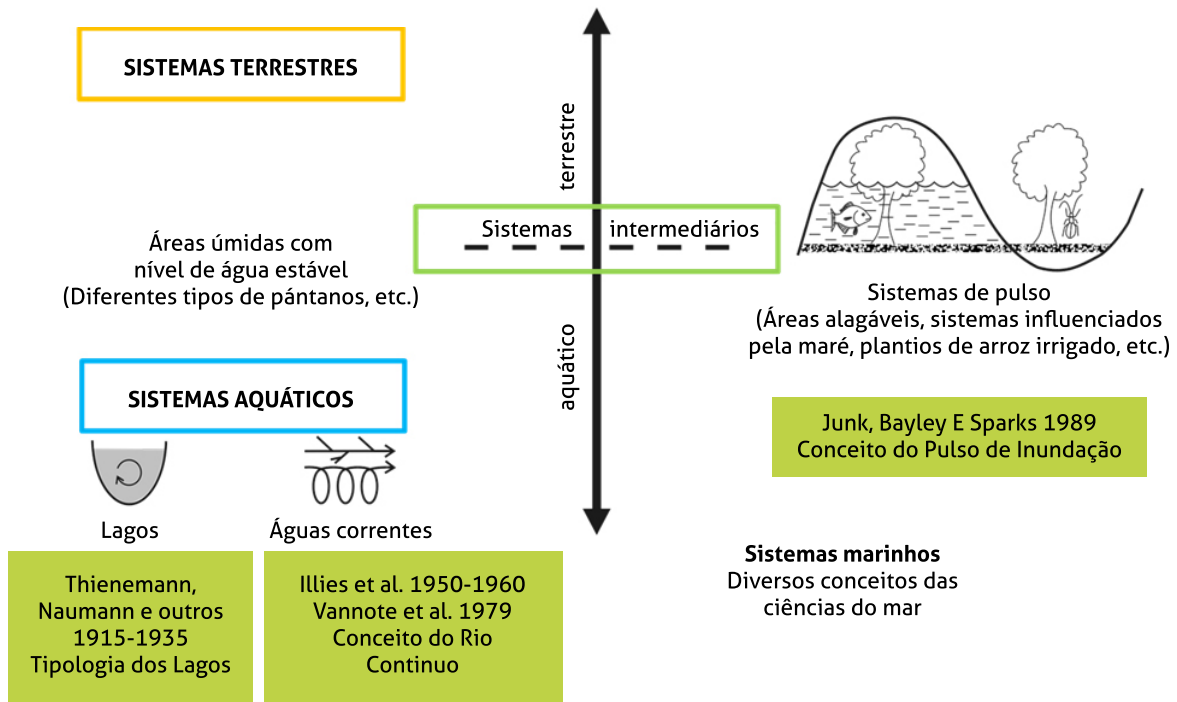 SISTEMAS TERRESTRES
terrestre
Sistemas intermediários
Áreas úmidas com
nível de água estável
(Diferentes tipos de pántanos, etc.)
Sistemas de pulso
(Áreas alagáveis, sistemas influenciados
pela maré, plantios de arroz irrigado, etc.)
aquático
SISTEMAS AQUÁTICOS
Junk, Bayley E Sparks 1989
Conceito do Pulso de Inundação
Lagos
Águas correntes
Thienemann,
Naumann e outros
1915-1935
Tipologia dos Lagos
Illies et al. 1950-1960
Vannote et al. 1979
Conceito do Rio
Continuo
Sistemas marinhos
Diversos conceitos das
ciências do mar